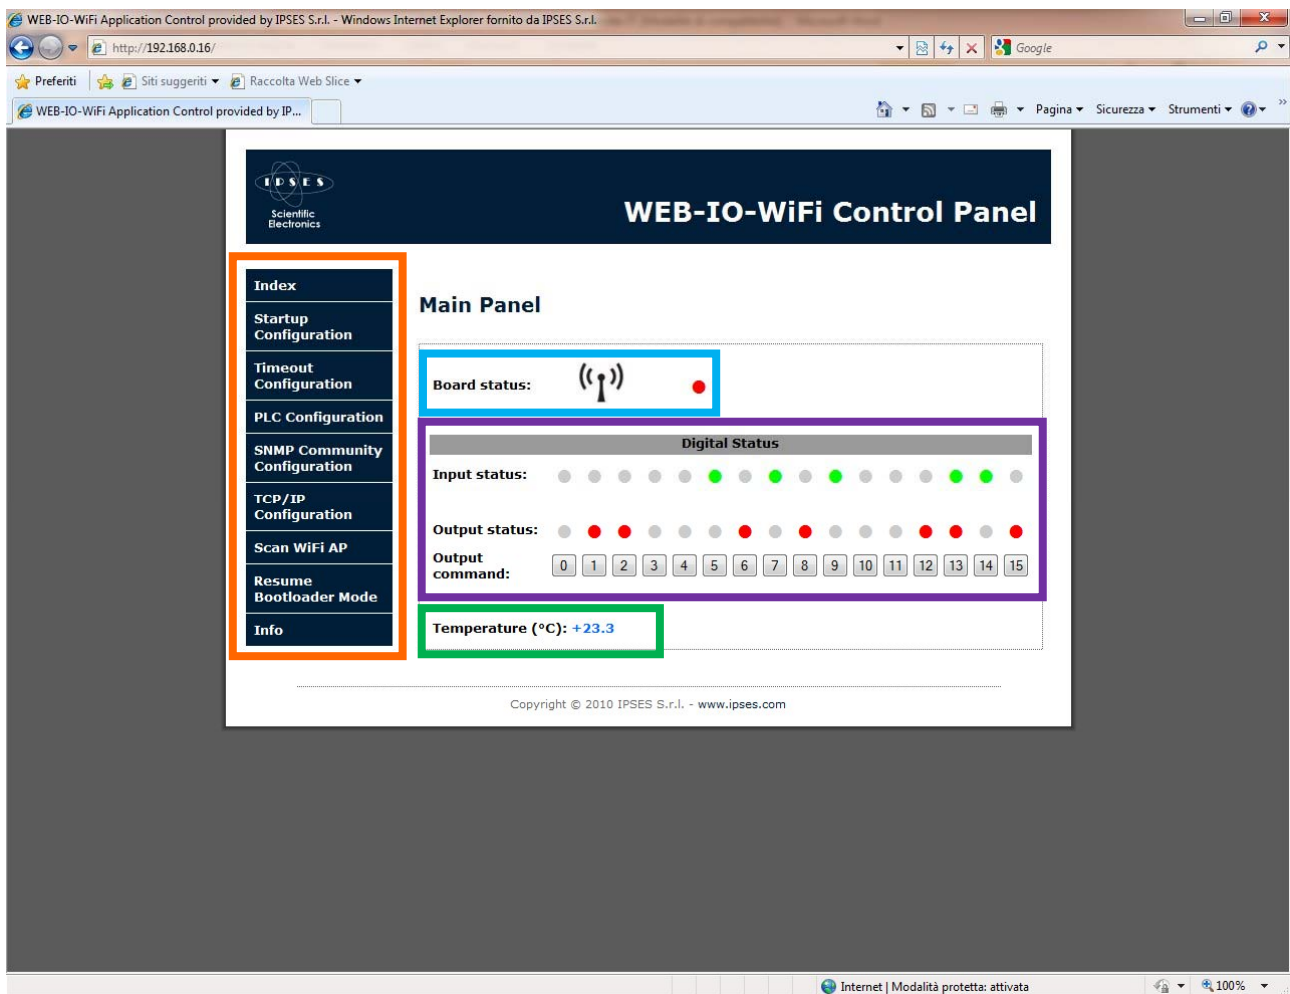 WEB-IO-WiFi Application Control provided by IPSES S.r.l. - Windows Internet Explorer fornito da IPSES S.r.l.
http://192.168.0.16/
Google
Preferiti
Siti suggeriti
Raccolta Web Slice
WEB-IO-WiFi Application Control provided by IP...
Pagina
Sicurezza
Strumenti
»
IPSES
Scientific
Electronics
WEB-IO-WiFi Control Panel
Index
Startup
Configuration
Timeout
Configuration
PLC Configuration
SNMP Community
Configuration
TCP/IP
Configuration
Scan WiFi AP
Resume
Bootloader Mode
Info
Main Panel
Board status:
Digital Status
Input status:
Output status:
Output
command:
0 1 2 3 4 5 6 7 8 9 10 11 12 13 14 15
Temperature (°C): +23.3
Copyright © 2010 IPSES S.r.l. - www.ipses.com
Internet | Modalità protetta: attivata
100%